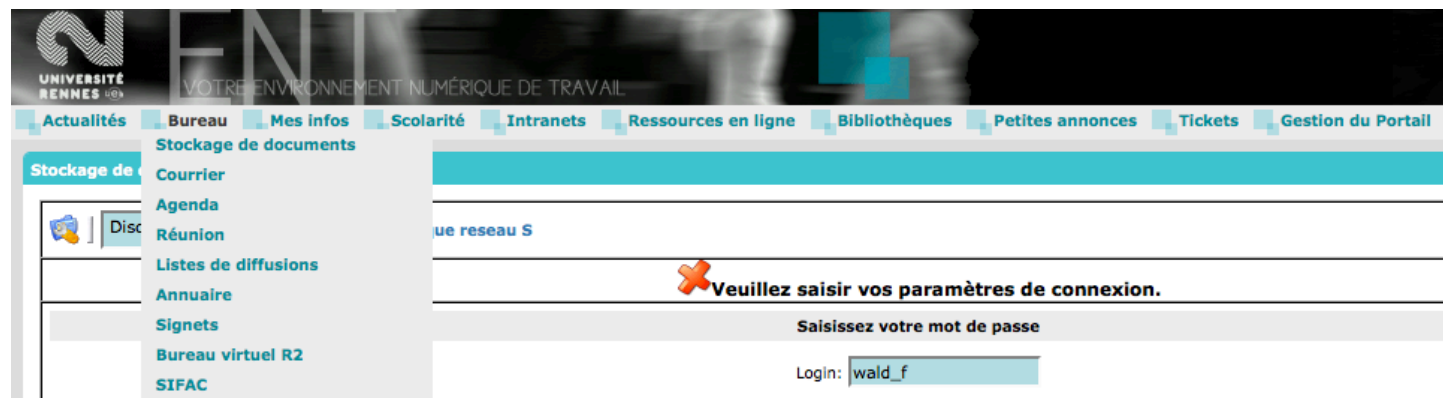 UNIVERSITÉ
RENNES
ENT
VOTRE ENVIRONNEMENT NUMÉRIQUE DE TRAVAIL
Actualités Bureau Mes infos Scolarité Intranets Ressources en ligne Bibliothèques Petites annonces Tickets Gestion du Portail
Stockage de documents
Stockage de
Courrier
Agenda
Disc
Réunion
ue reseau S
Listes de diffusions
Veuillez saisir vos paramètres de connexion.
Annuaire
Signets
Saisissez votre mot de passe
Bureau virtuel R2
Login: wald_f
SIFAC